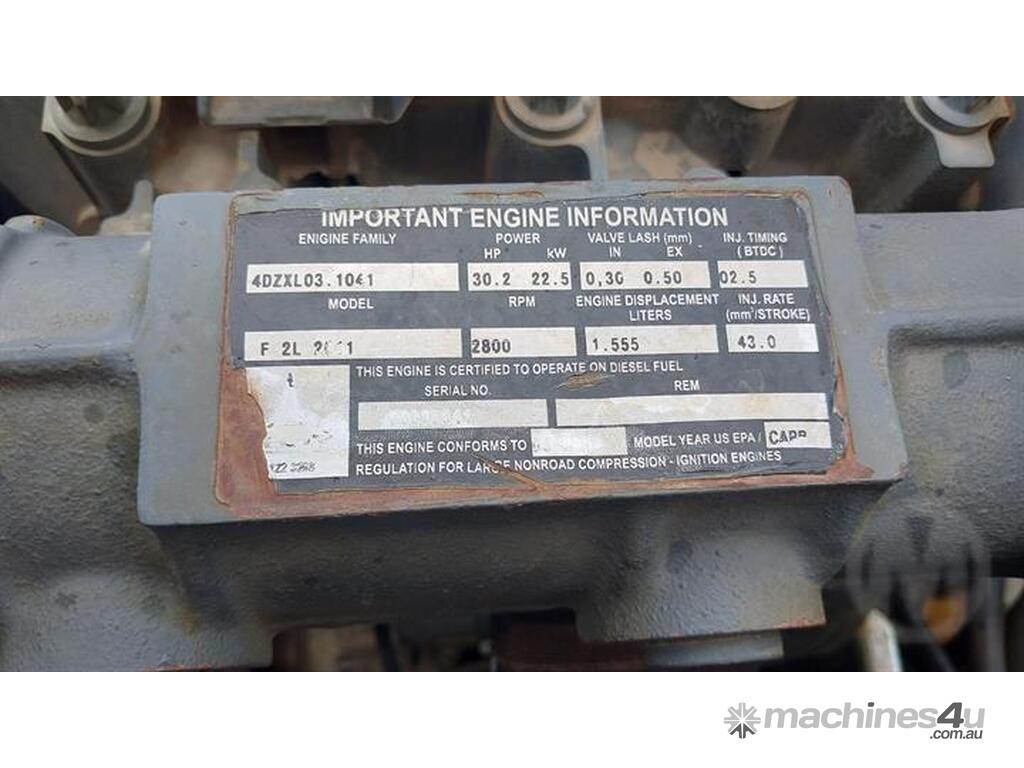 IMPORTANT ENGINE INFORMATION
ENIGINE FAMILY POWER VALVE LASH (mm) INJ. TIMING
HP kW IN EX (BTDC)
4DZXL03.1041 30.2 22.5 0,30 0.50 02.5
MODEL RPM ENGINE DISPLACEMENT INJ. RATE
LITERS (mm³/STROKE)
F 2L 2800 1.555 43.0
THIS ENGINE IS CERTIFIED TO OPERATE ON DIESEL FUEL
SERIAL NO. REM
THIS ENGINE CONFORMS TO MODEL YEAR US EPA / CARB
REGULATION FOR LARGE NONROAD COMPRESSION - IGNITION ENGINES
machines4u
.com.au